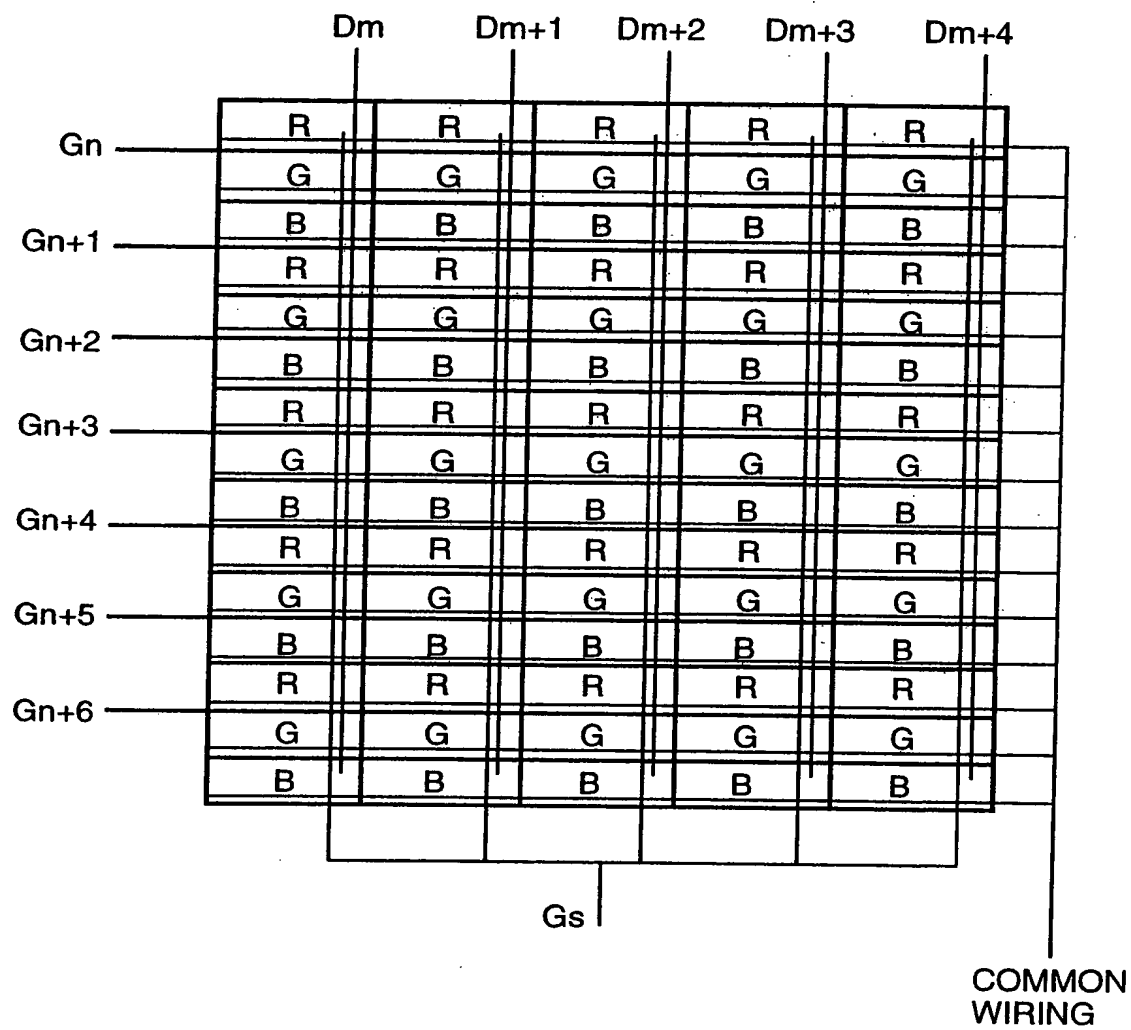 Dm Dm+1 Dm+2 Dm+3 Dm+4
R R R R R
Gn
G G G G G
B B B B B
Gn+1
R R R R R
G G G G G
Gn+2
B B B B B
R R R R R
Gn+3
G G G G G
B B B B B
Gn+4
R R R R R
G G G G G
Gn+5
B B B B B
R R R R R
Gn+6
G G G G G
B B B B B
Gs
COMMON
WIRING